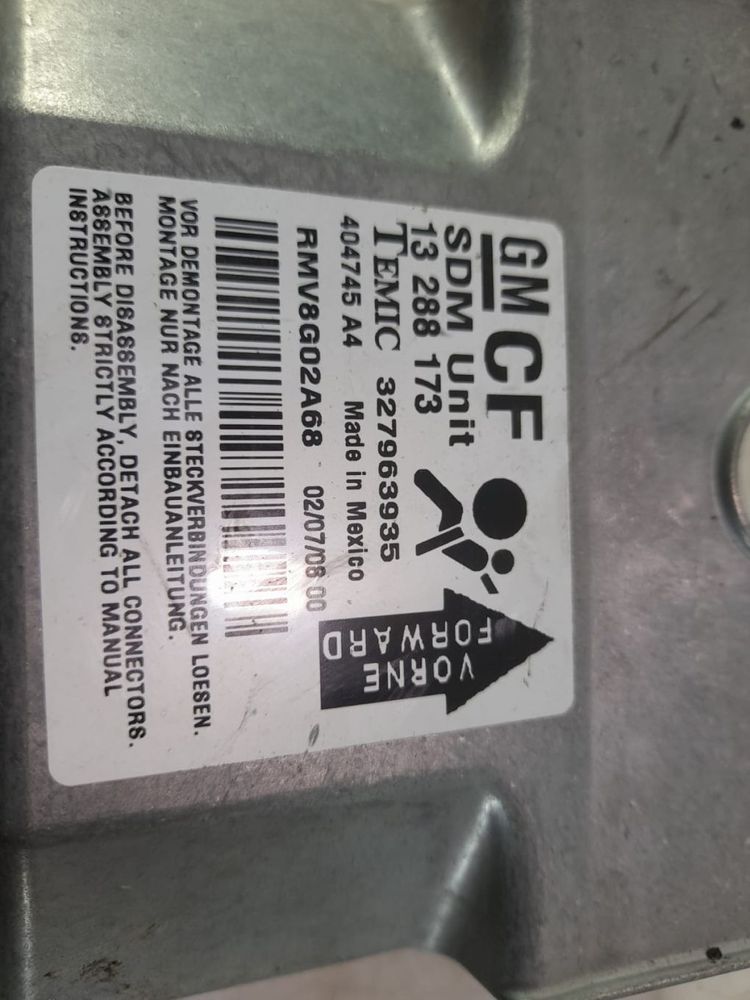 GM CF
SDM Unit
13 288 173
TEMIC 327963935
404745 A4 Made in Mexico
RMV8G02A68 02/07/08 00
VORNE
FORWARD
VOR DEMONTAGE ALLE STECKVERBINDUNGEN LOESEN.
MONTAGE NUR NACH EINBAUANLEITUNG.
BEFORE DISASSEMBLY, DETACH ALL CONNECTORS.
ASSEMBLY STRICTLY ACCORDING TO MANUAL
INSTRUCTIONS.